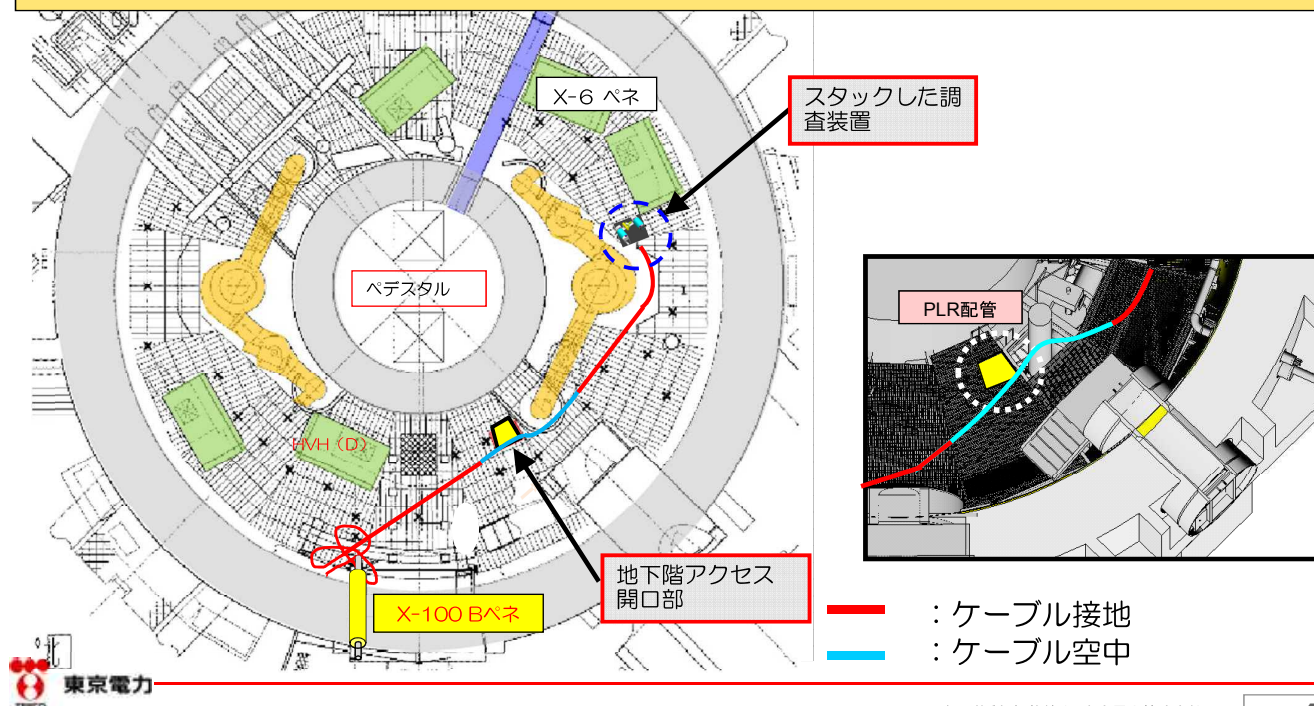 X-6 ペネ
スタックした調
査装置
ペデスタル
PLR配管
HVH (D)
地下階アクセス
開口部
X-100 Bペネ
：ケーブル接地
：ケーブル空中
東京電力